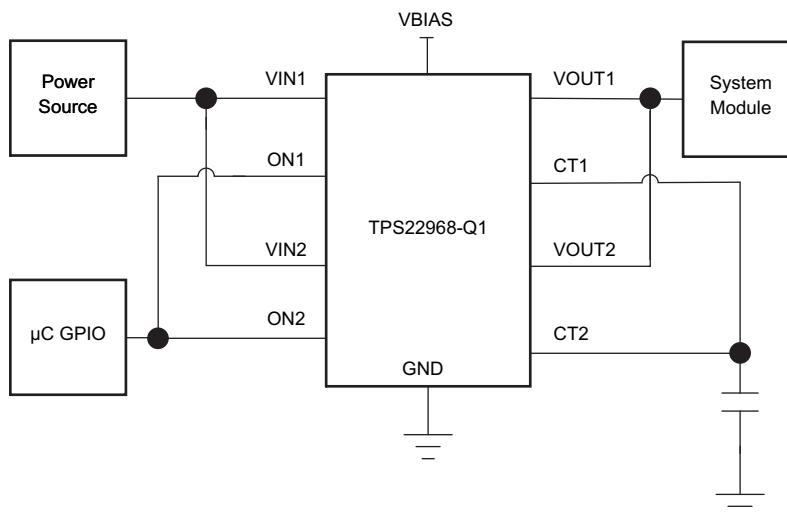 VBIAS
Power
Source
VIN1
VOUT1
System
Module
ON1
CT1
TPS22968-Q1
VIN2
VOUT2
µC GPIO
ON2
CT2
GND